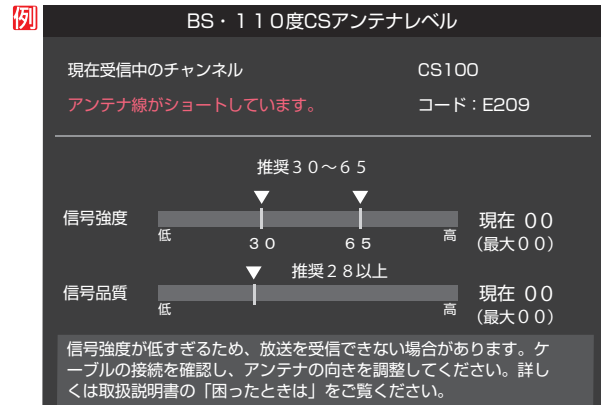 例
BS・１１０度CSアンテナレベル
現在受信中のチャンネル CS100
アンテナ線がショートしています。 コード：E209
推奨３０～６５
信号強度 低 ３０ ６５ 高 現在 ００
（最大００）
推奨２８以上
信号品質 低 高 現在 ００
（最大００）
信号強度が低すぎるため、放送を受信できない場合があります。ケ
ーブルの接続を確認し、アンテナの向きを調整してください。詳し
くは取扱説明書の「困ったときは」をご覧ください。